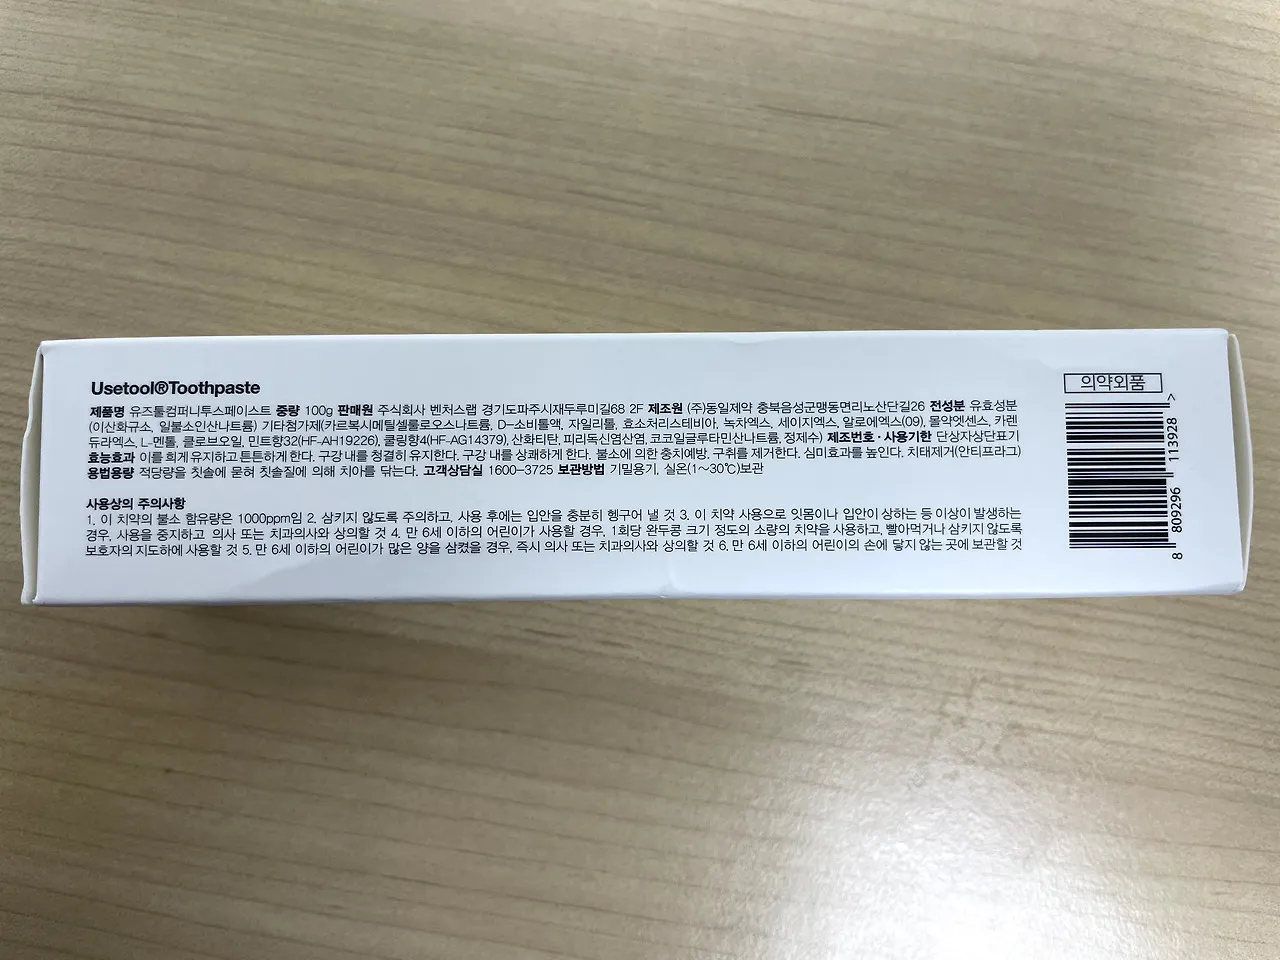 Usetool®Toothpaste
제품명 유즈툴컴퍼니투스페이스트 중량 100g 판매원 주식회사 벤처스랩 경기도파주시재두루미길68 2F 제조원 (주)동일제약 충북음성군맹동면리노산단길26 전성분 유효성분
(이산화규소, 일불소인산나트륨) 기타첨가제(카르복시메틸셀룰로오스나트륨, D-소비톨액, 자일리톨, 효소처리스테비아, 녹차엑스, 세이지엑스, 알로에엑스(09), 몰약엣센스, 카렌
듀라엑스, L-멘톨, 클로브오일, 민트향32(HF-AH19226), 쿨링향4(HF-AG14379), 산화티탄, 피리독신염산염, 코코일글루타민산나트륨, 정제수) 제조번호·사용기한 단상자상단표기
효능효과 이를 희게 유지하고 튼튼하게 한다. 구강 내를 청결히 유지한다. 구강 내를 상쾌하게 한다. 불소에 의한 충치예방. 구취를 제거한다. 심미효과를 높인다. 치태제거(안티프라그)
용법용량 적당량을 칫솔에 묻혀 칫솔질에 의해 치아를 닦는다. 고객상담실 1600-3725 보관방법 기밀용기, 실온(1~30℃)보관
사용상의 주의사항
1. 이 치약의 불소 함유량은 1000ppm임 2. 삼키지 않도록 주의하고, 사용 후에는 입안을 충분히 헹구어 낼 것 3. 이 치약 사용으로 잇몸이나 입안이 상하는 등 이상이 발생하는
경우, 사용을 중지하고 의사 또는 치과의사와 상의할 것 4. 만 6세 이하의 어린이가 사용할 경우, 1회당 완두콩 크기 정도의 소량의 치약을 사용하고, 빨아먹거나 삼키지 않도록
보호자의 지도하에 사용할 것 5. 만 6세 이하의 어린이가 많은 양을 삼켰을 경우, 즉시 의사 또는 치과의사와 상의할 것 6. 만 6세 이하의 어린이의 손에 닿지 않는 곳에 보관할 것
의약외품
8 809296 113928 >